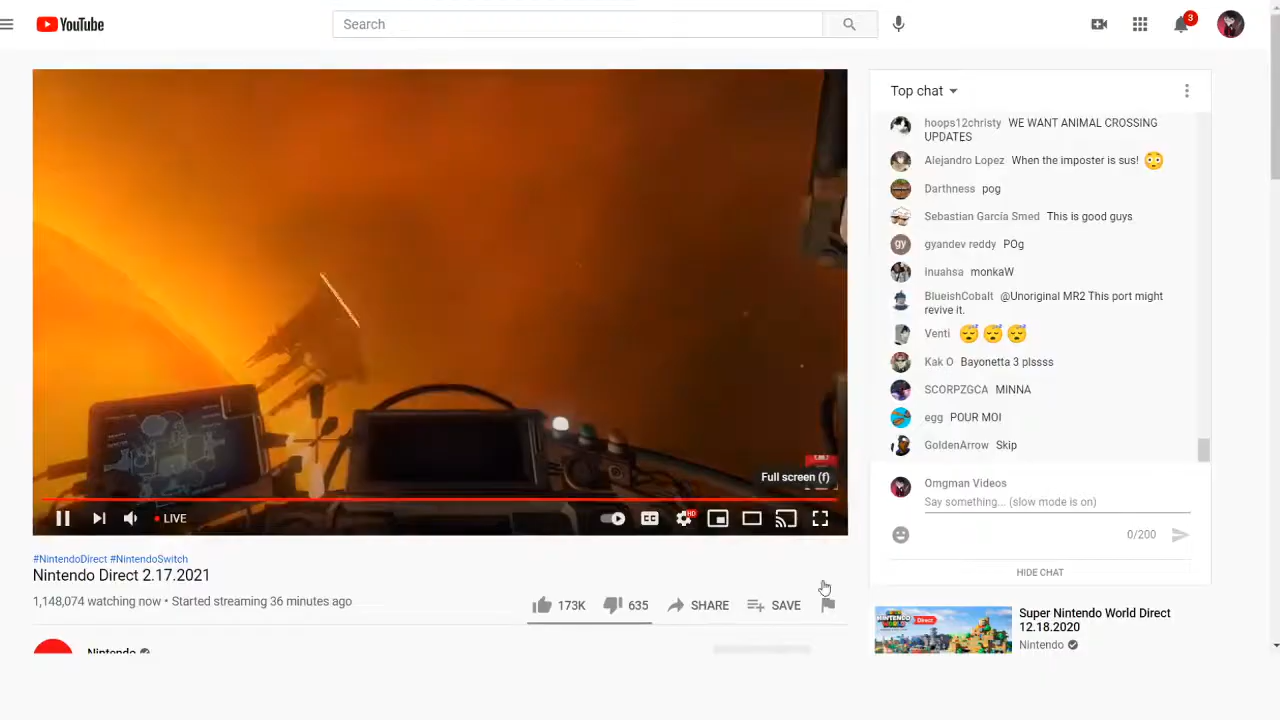 YouTube
Search
3
Top chat
hoops12christy WE WANT ANIMAL CROSSING
UPDATES
Alejandro Lopez When the imposter is sus! 😳
Darthness pog
Sebastian García Smed This is good guys
gy gyandev reddy POg
inuahsa monkaW
BlueishCobalt @Unoriginal MR2 This port might
revive it.
Venti 😴😴😴
Kak O Bayonetta 3 plssss
SCORPZGCA MINNA
egg POUR MOI
GoldenArrow Skip
Omgman Videos
Say something... (slow mode is on)
0/200
HIDE CHAT
Full screen (f)
LIVE
CC
HD
#NintendoDirect #NintendoSwitch
Nintendo Direct 2.17.2021
1,148,074 watching now • Started streaming 36 minutes ago
173K
635
SHARE
SAVE
Nintendo
Direct
Super Nintendo World Direct
12.18.2020
Nintendo